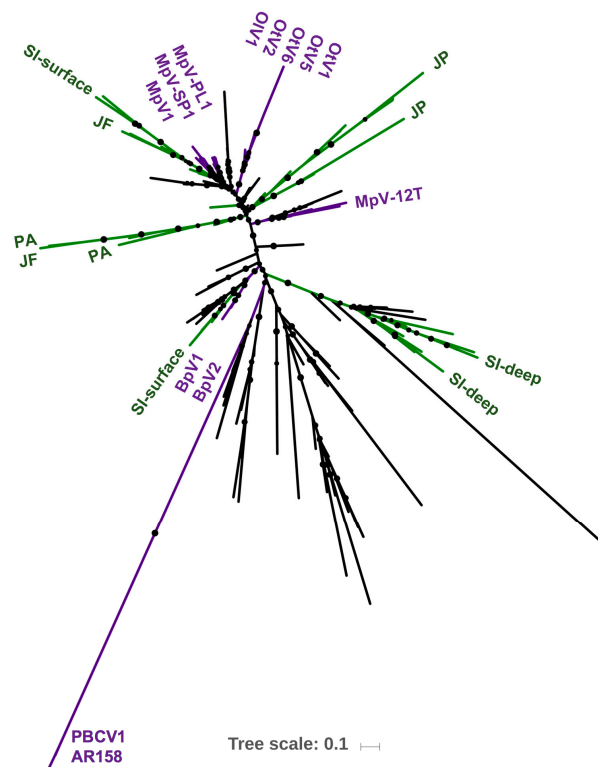 OlV1
OtV2
OtV6
OtV5
OtV1
MpV-PL1
MpV-SP1
MpV1
SI-surface
JF
JP
JP
MpV-12T
PA
JF
PA
SI-surface
BpV1
BpV2
SI-deep
SI-deep
PBCV1
AR158
Tree scale: 0.1